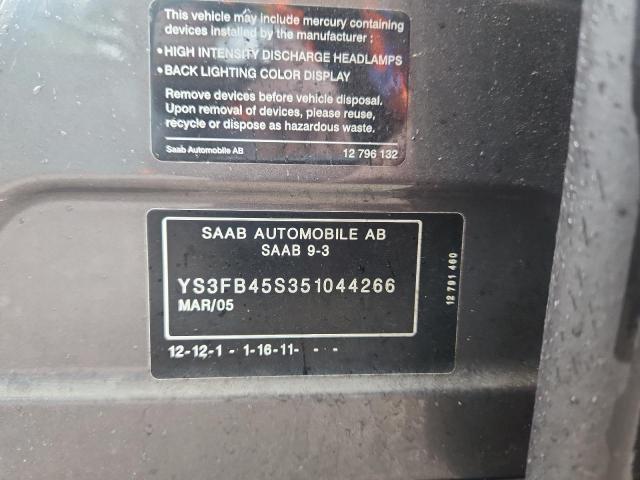 This vehicle may include mercury containing
devices installed by the manufacturer :
• HIGH INTENSITY DISCHARGE HEADLAMPS
• BACK LIGHTING COLOR DISPLAY
Remove devices before vehicle disposal.
Upon removal of devices, please reuse,
recycle or dispose as hazardous waste.
Saab Automobile AB 12 796 132
SAAB AUTOMOBILE AB
SAAB 9-3
YS3FB45S351044266
MAR/05
12-12-1 - 1-16-11- - -
12 791 460